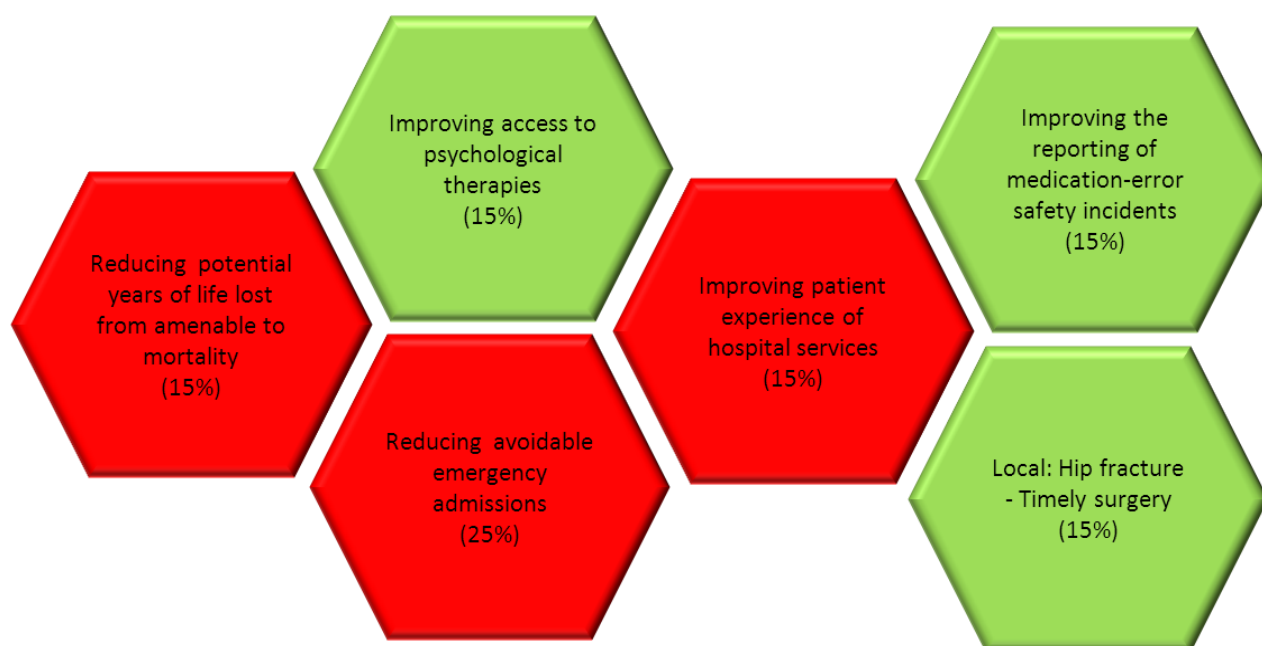 Reducing potential
years of life lost
from amenable to
mortality
(15%)
Improving access to
psychological
therapies
(15%)
Reducing avoidable
emergency
admissions
(25%)
Improving patient
experience of
hospital services
(15%)
Improving the
reporting of
medication-error
safety incidents
(15%)
Local: Hip fracture
- Timely surgery
(15%)